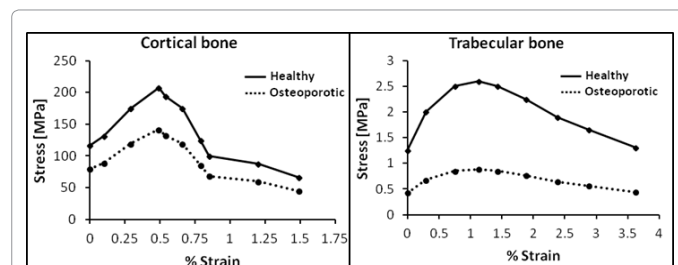 Cortical bone
Stress [MPa]
250
200
150
100
50
0
0 0.25 0.5 0.75 1 1.25 1.5 1.75
% Strain
Healthy
Osteoporotic
Trabecular bone
Stress [MPa]
3
2.5
2
1.5
1
0.5
0
0 0.5 1 1.5 2 2.5 3 3.5 4
% Strain
Healthy
Osteoporotic